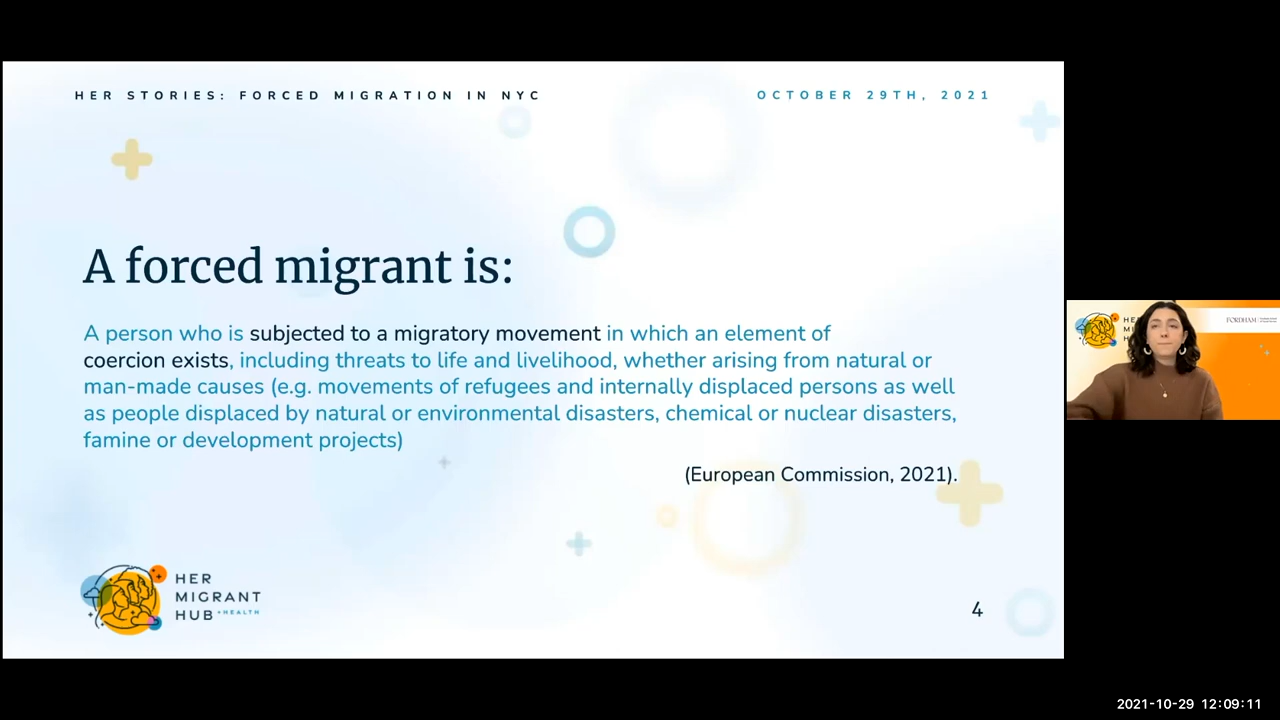 HER STORIES: FORCED MIGRATION IN NYC
OCTOBER 29TH, 2021
A forced migrant is:
A person who is subjected to a migratory movement in which an element of
coercion exists, including threats to life and livelihood, whether arising from natural or
man-made causes (e.g. movements of refugees and internally displaced persons as well
as people displaced by natural or environmental disasters, chemical or nuclear disasters,
famine or development projects)
(European Commission, 2021).
HER
MIGRANT
HUB +HEALTH
4
HER
MI
H
FORDHAM
2021-10-29 12:09:11